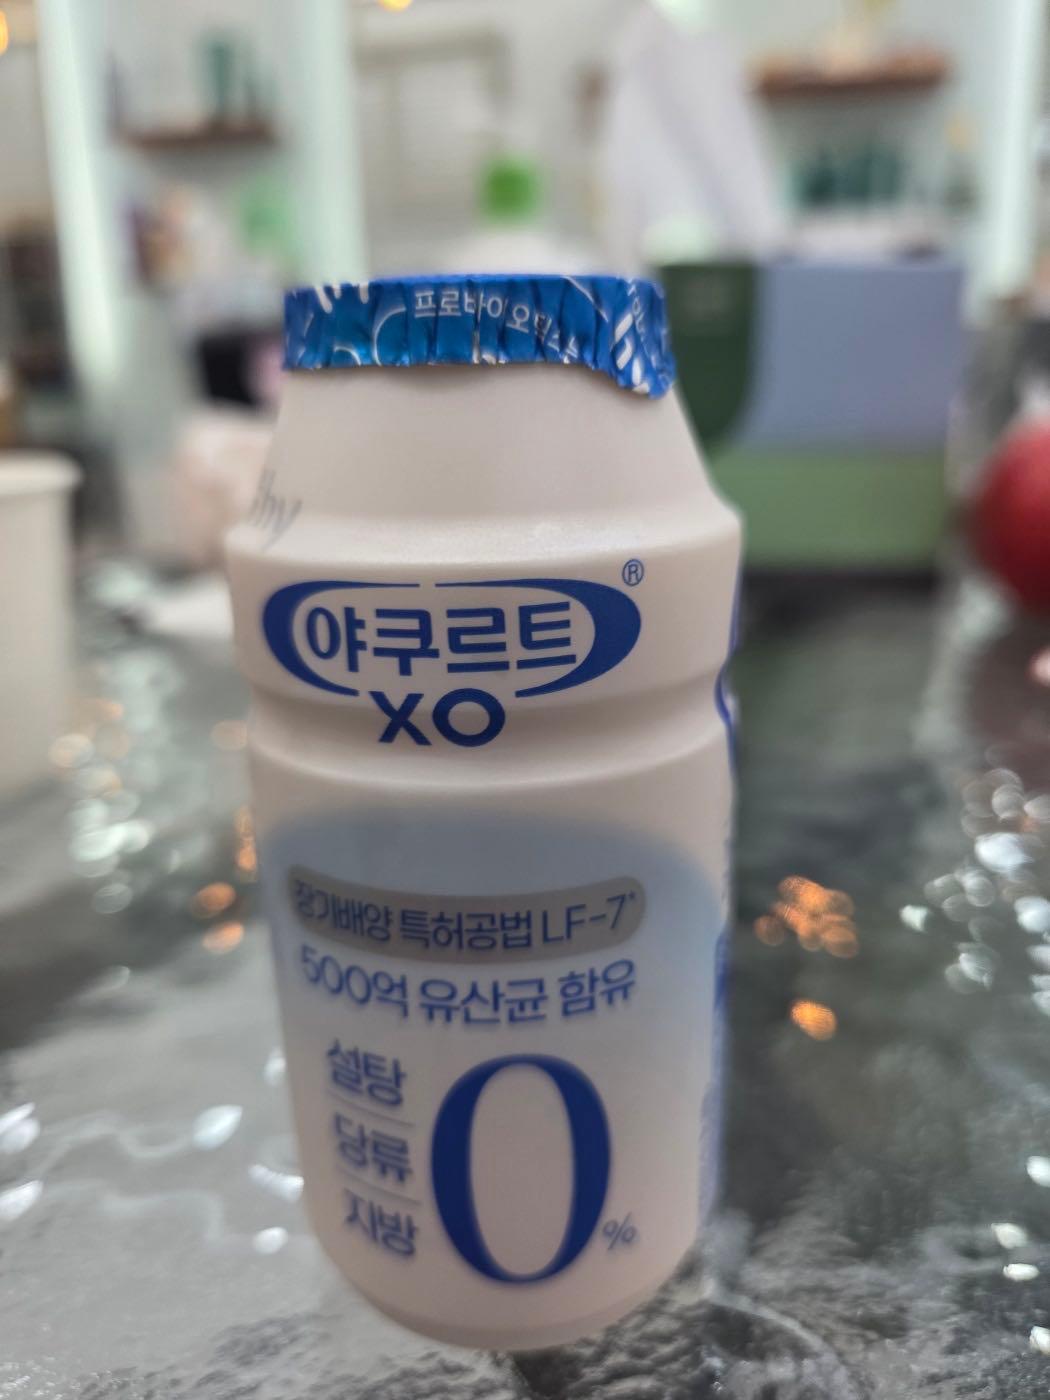 프로바이오틱스
hy
야쿠르트®
XO
장기배양 특허공법 LF-7*
500억 유산균 함유
설탕
당류
지방
0%